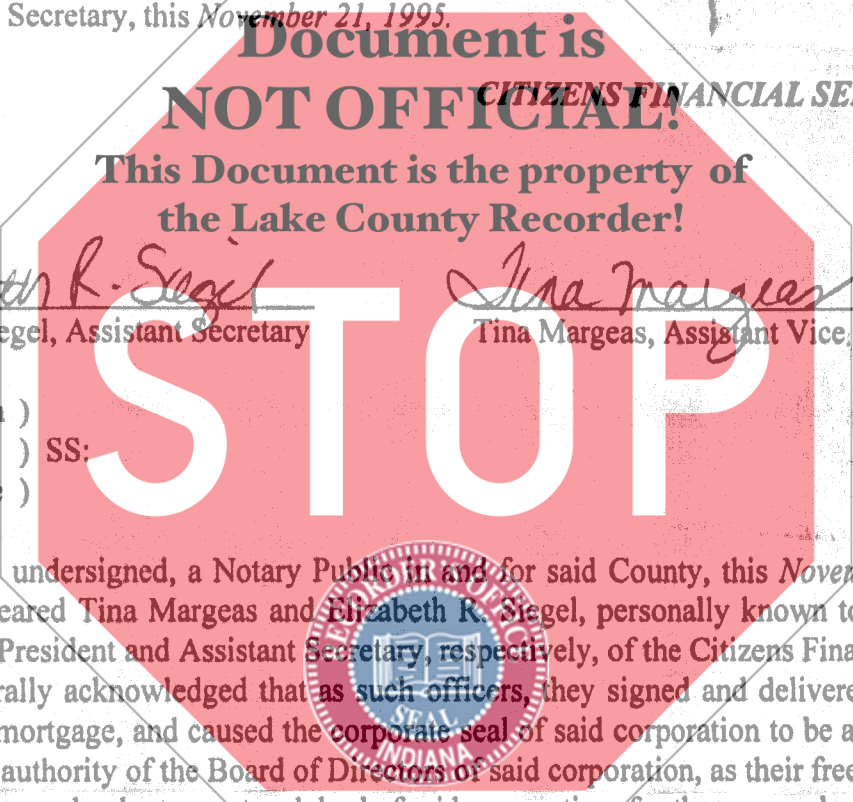 Secretary, this November 21, 1995.
Document is
NOT OFFICIAL!
CITIZENS FINANCIAL SE
This Document is the property of
the Lake County Recorder!
R. Siegel
Tina Margeas
egel, Assistant Secretary
Tina Margeas, Assistant Vice
STOP
)
) SS:
)
undersigned, a Notary Public in and for said County, this Novem
eared Tina Margeas and Elizabeth R. Siegel, personally known to
President and Assistant Secretary, respectively, of the Citizens Fina
rally acknowledged that as such officers, they signed and delivere
mortgage, and caused the corporate seal of said corporation to be a
authority of the Board of Directors of said corporation, as their free
SEAL
INDIANA